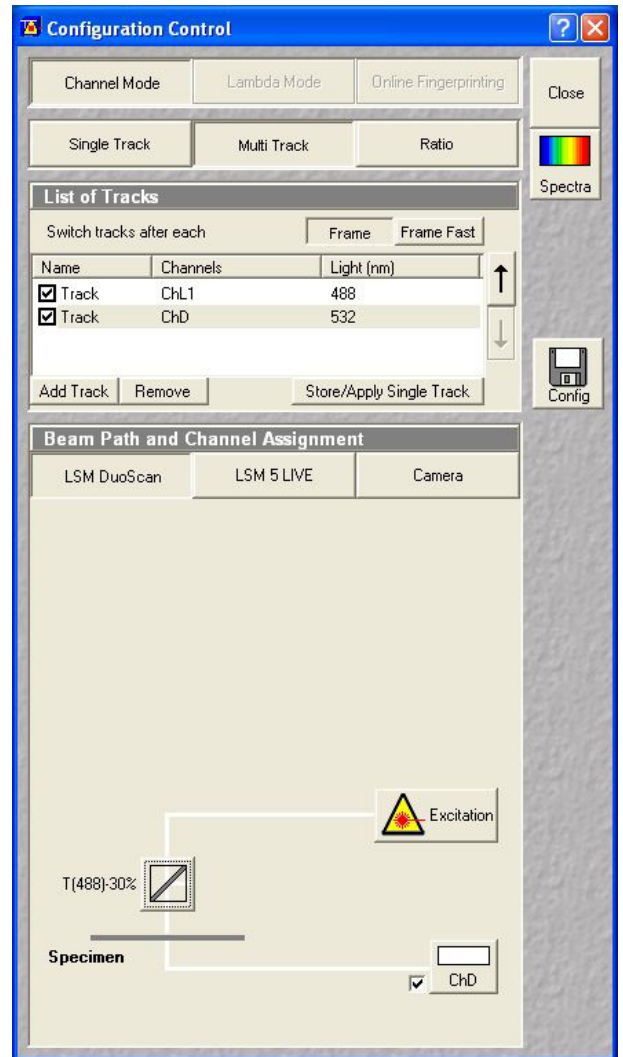 Configuration Control
Channel Mode Lambda Mode Online Fingerprinting
Close
Single Track Multi Track Ratio
Spectra
List of Tracks
Switch tracks after each Frame Frame Fast
Name Channels Light (nm)
Track ChL1 488
Track ChD 532
Add Track Remove Store/Apply Single Track
Config
Beam Path and Channel Assignment
LSM DuoScan LSM 5 LIVE Camera
Excitation
T(488)-30%
Specimen
ChD